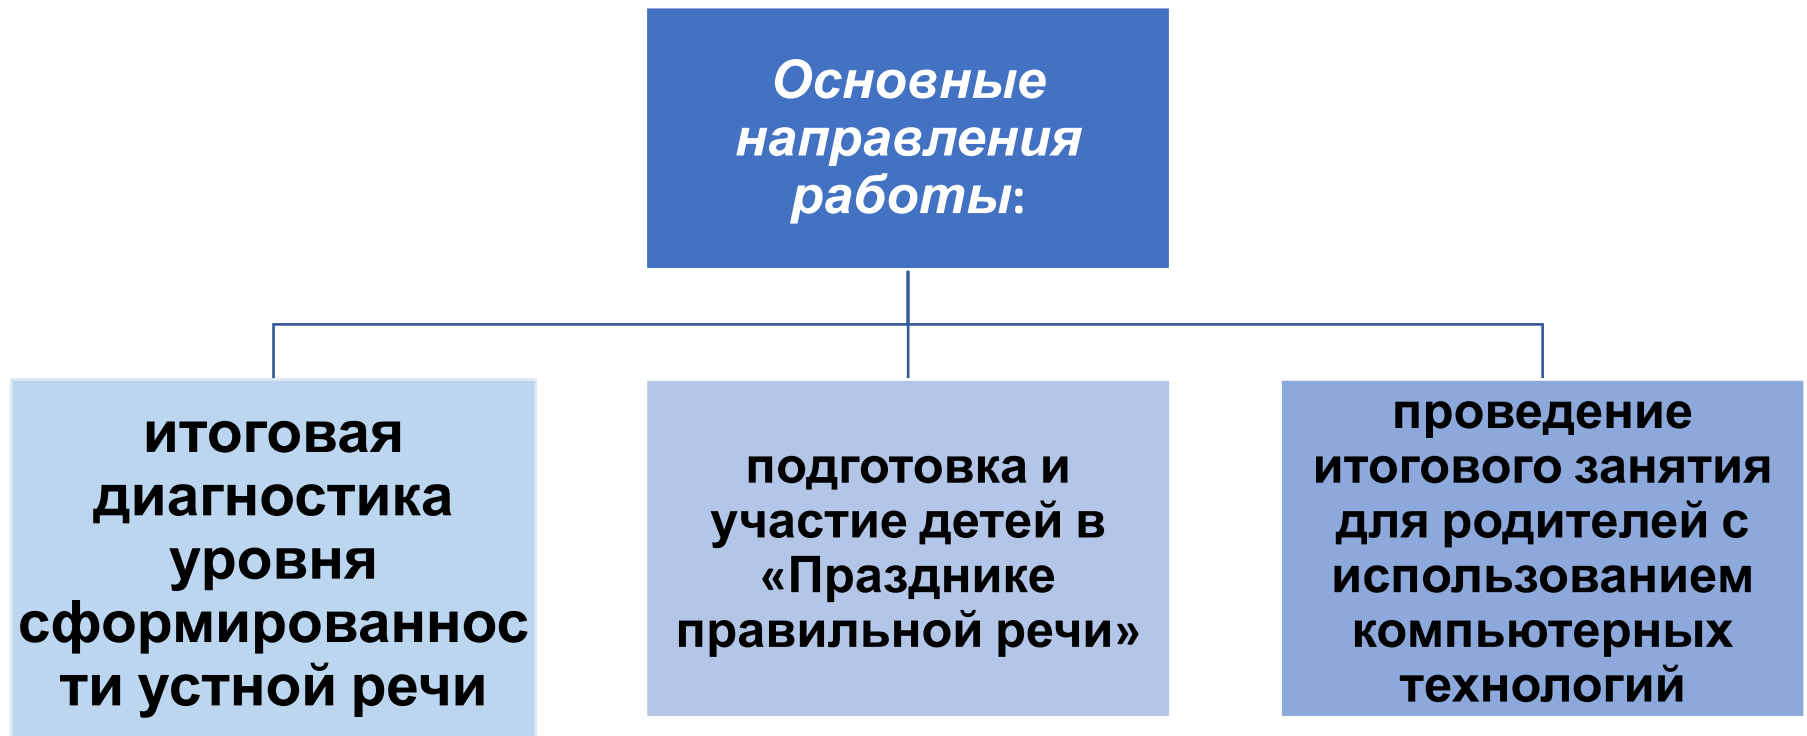 Основные
направления
работы:
итоговая
диагностика
уровня
сформированнос
ти устной речи
подготовка и
участие детей в
«Празднике
правильной речи»
проведение
итогового занятия
для родителей с
использованием
компьютерных
технологий